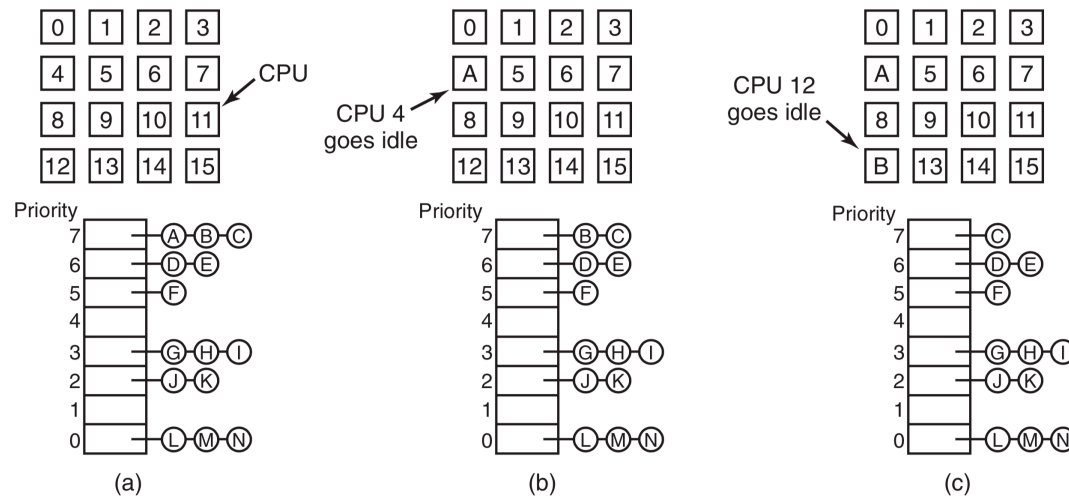 0 1 2 3
4 5 6 7
8 9 10 11
12 13 14 15
CPU
Priority
7 A B C
6 D E
5 F
4
3 G H I
2 J K
1
0 L M N
(a)
0 1 2 3
A 5 6 7
8 9 10 11
12 13 14 15
CPU 4
goes idle
Priority
7 B C
6 D E
5 F
4
3 G H I
2 J K
1
0 L M N
(b)
0 1 2 3
A 5 6 7
8 9 10 11
B 13 14 15
CPU 12
goes idle
Priority
7 C
6 D E
5 F
4
3 G H I
2 J K
1
0 L M N
(c)